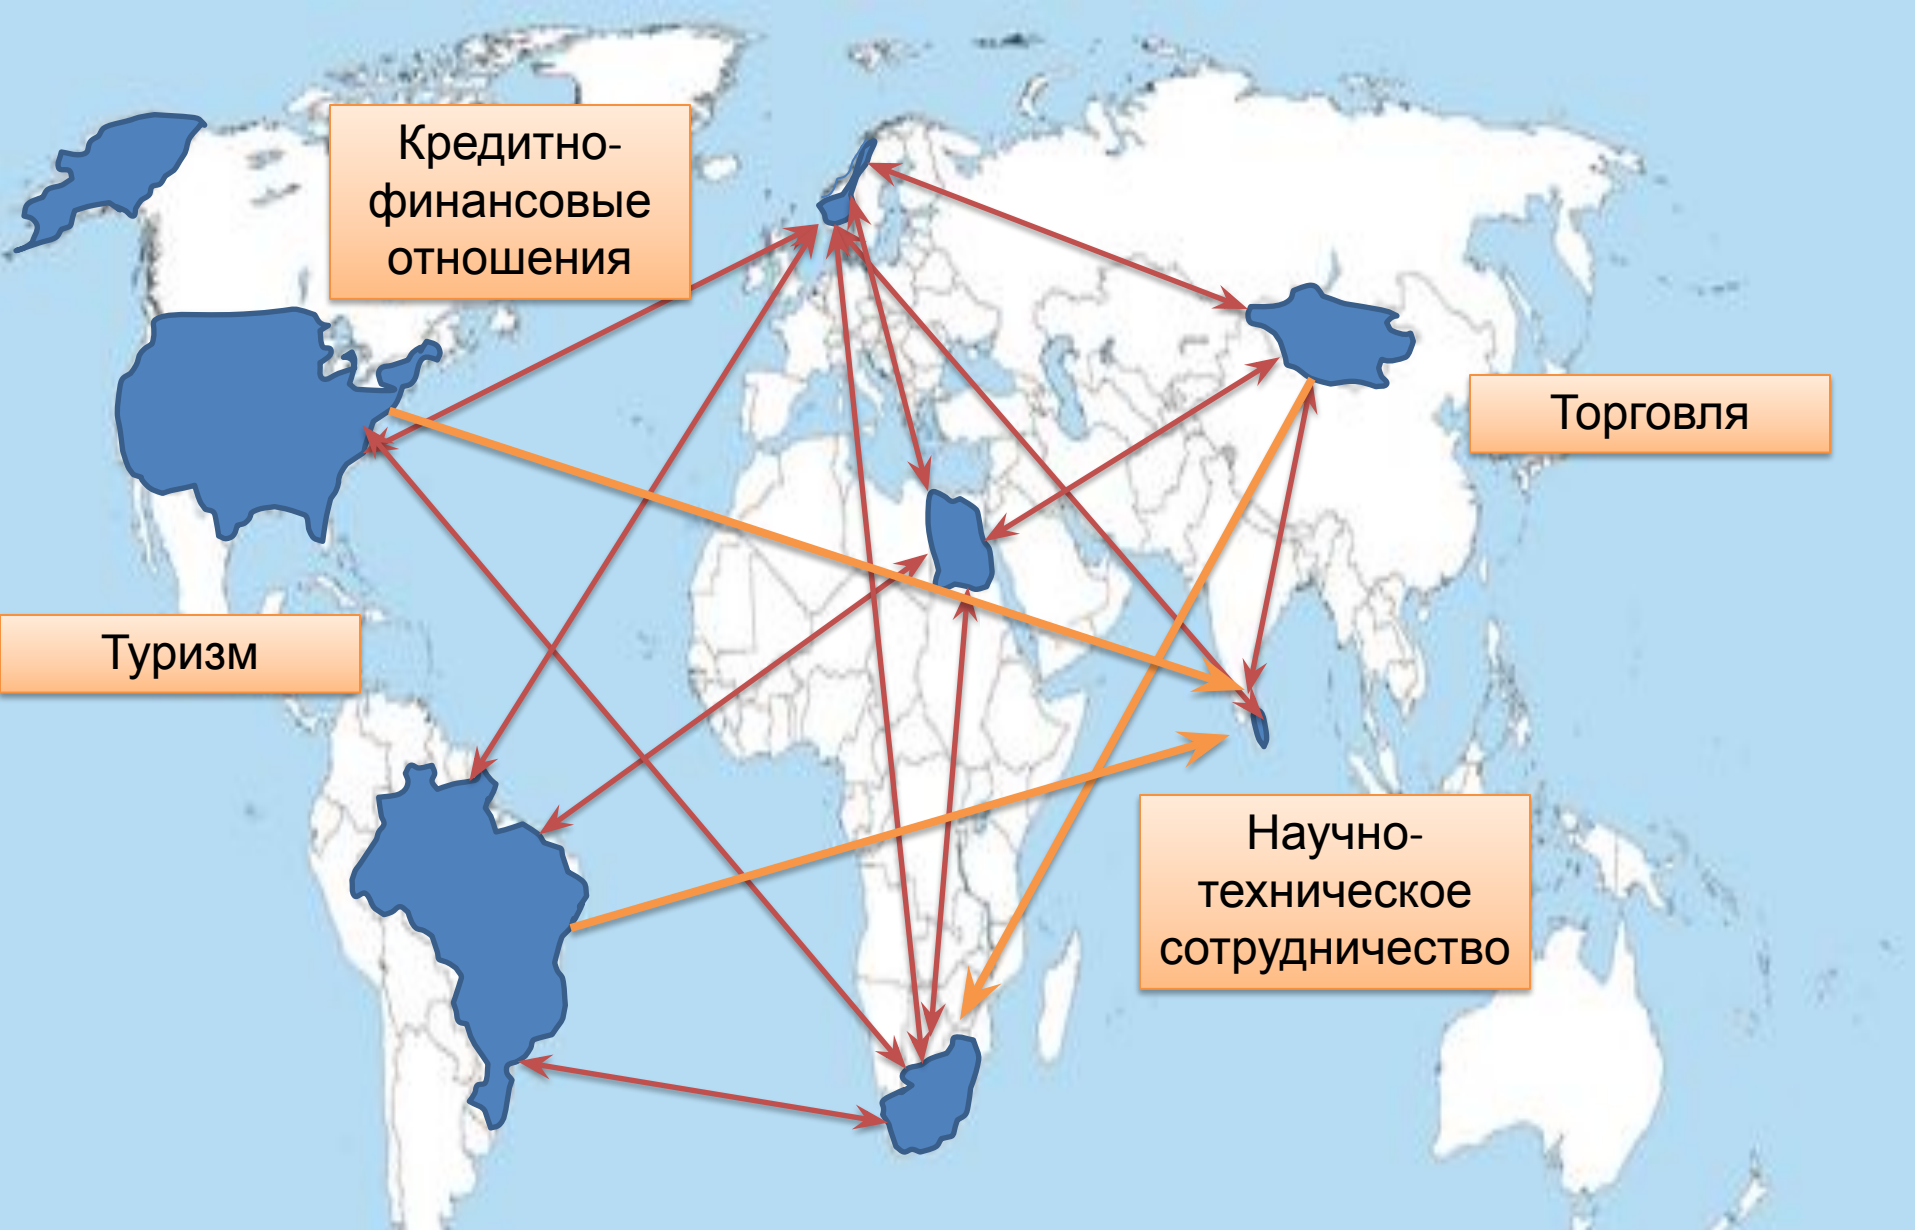 Кредитно-
финансовые
отношения
Торговля
Туризм
Научно-
техническое
сотрудничество